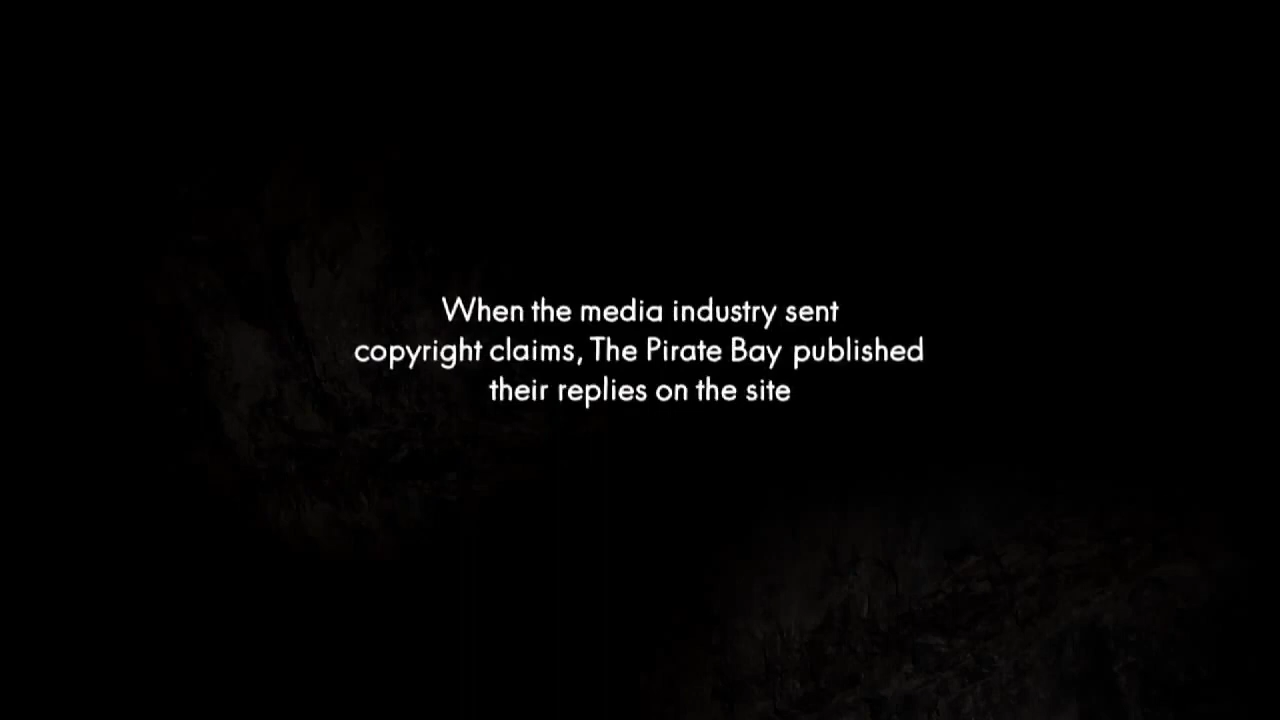 When the media industry sent
copyright claims, The Pirate Bay published
their replies on the site